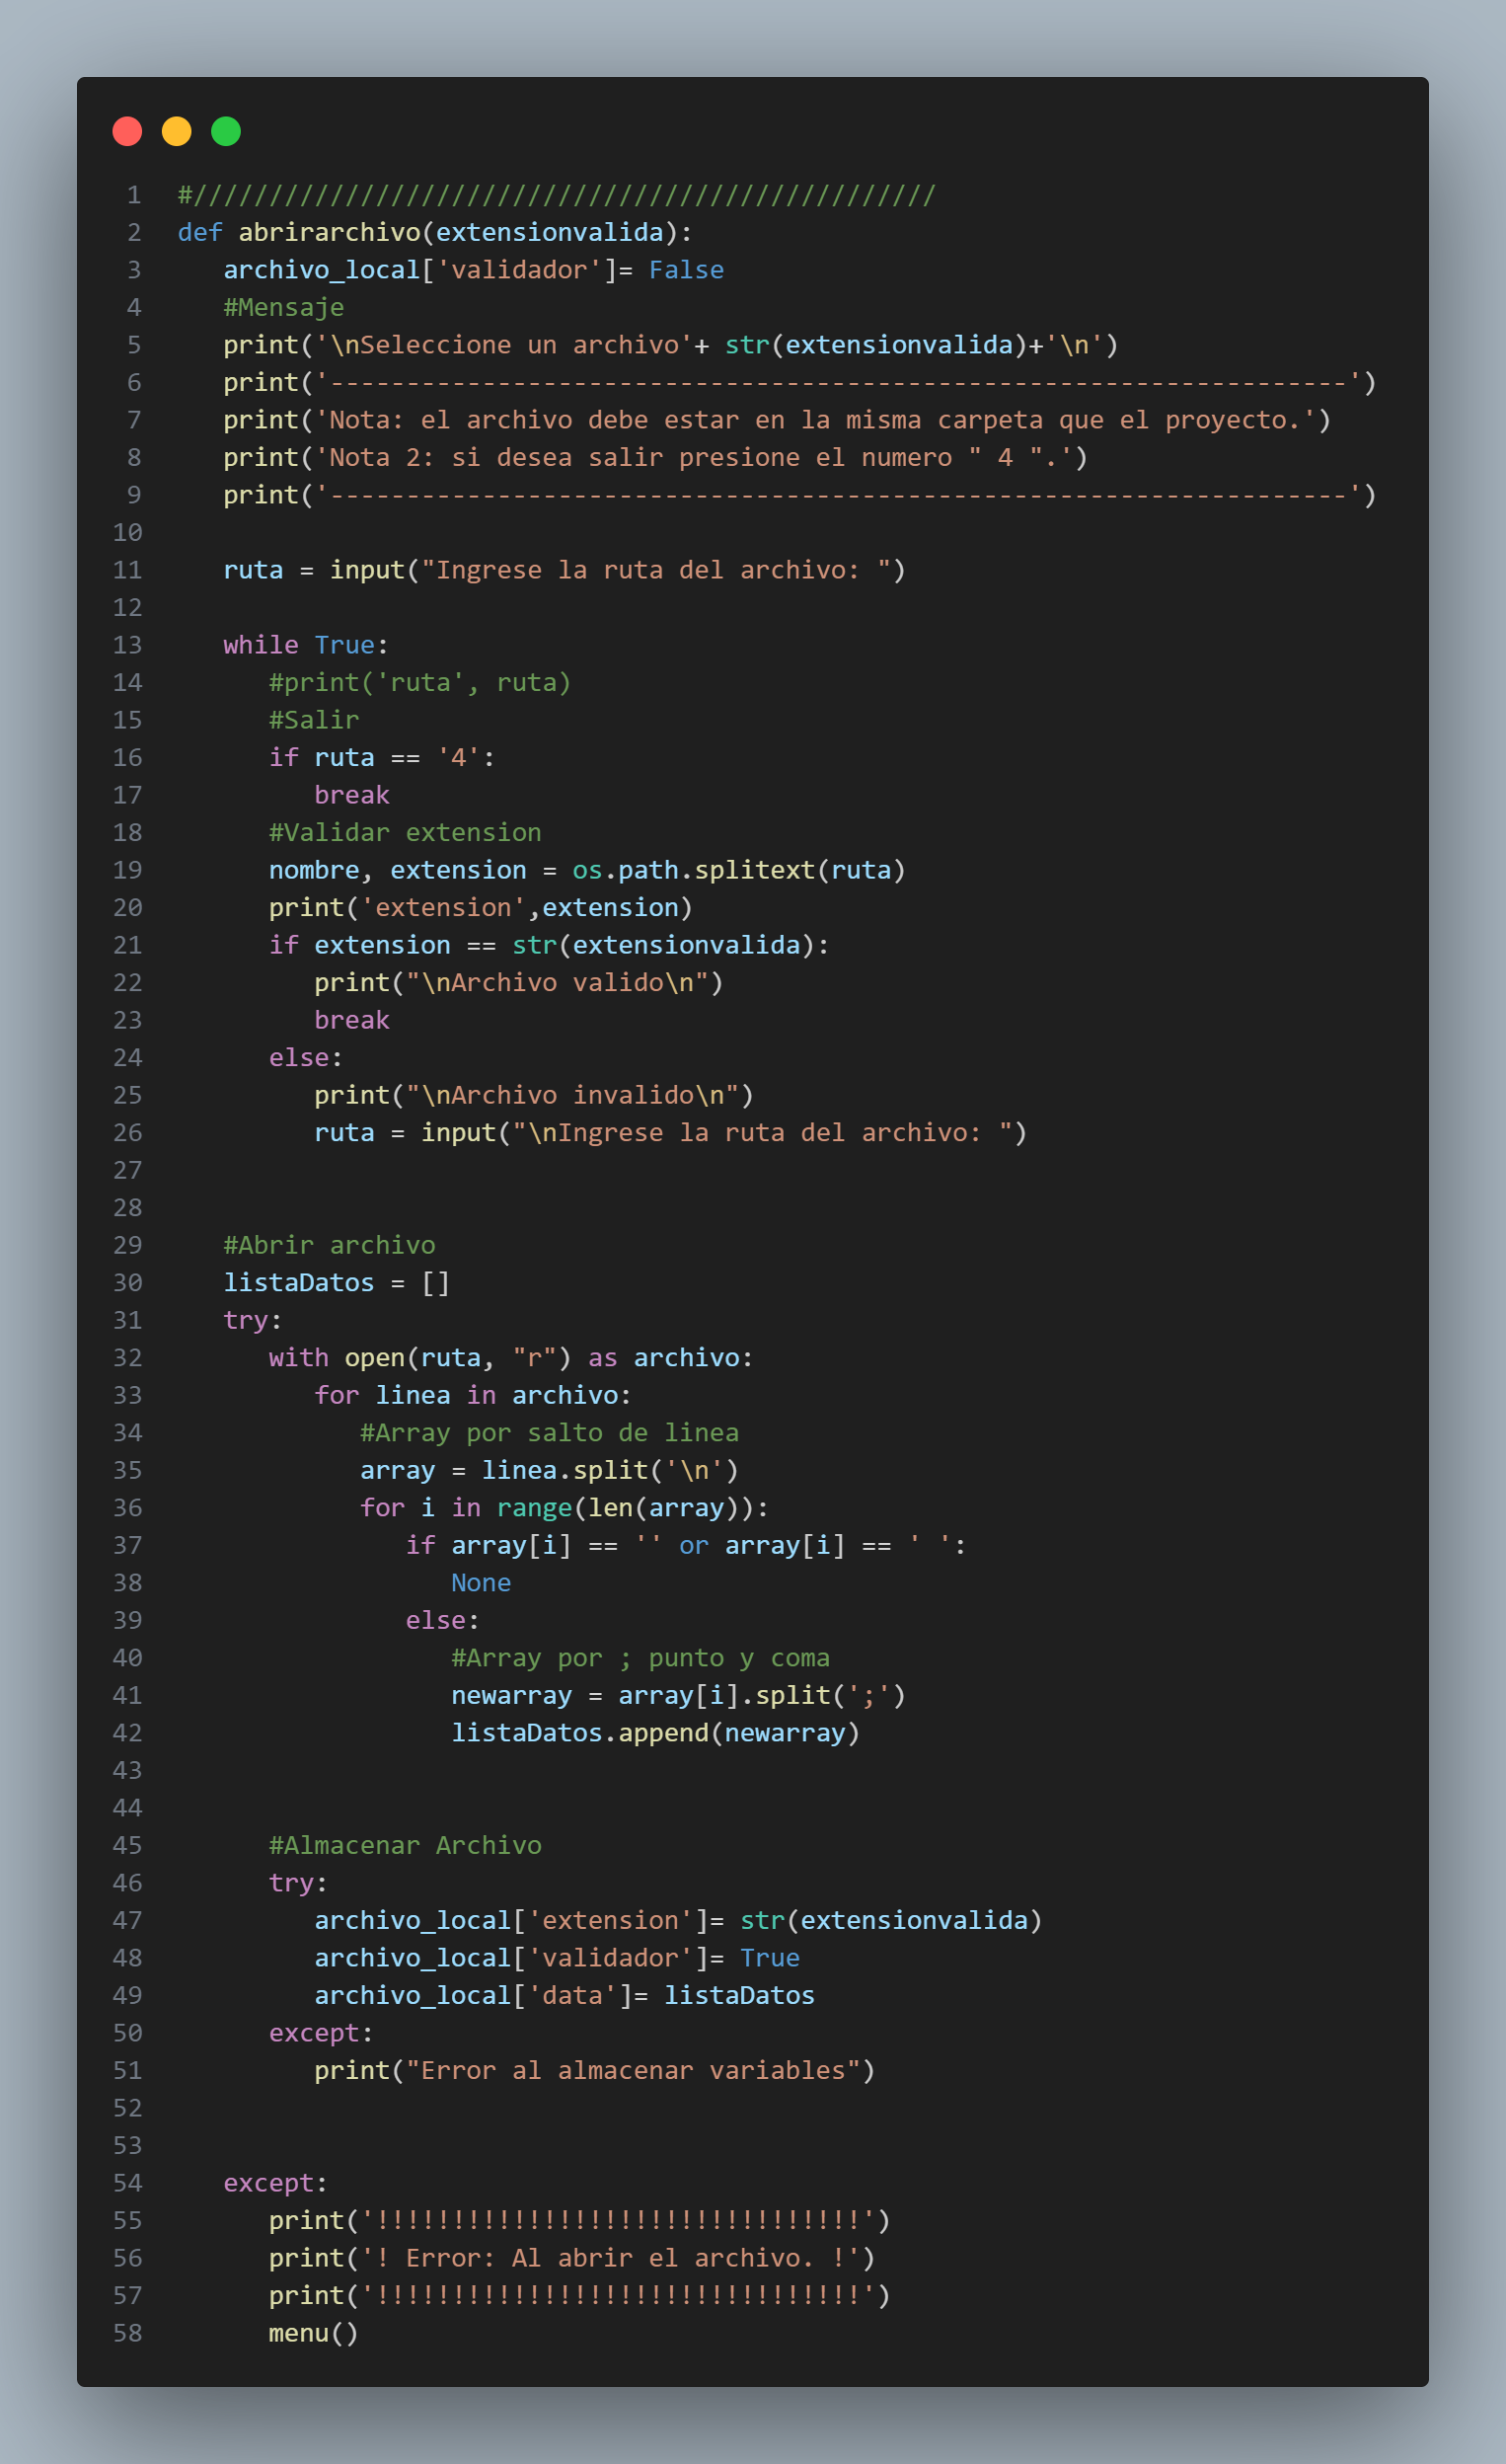 1 #/////////////////////////////////////////////////
2 def abrirarchivo(extensionvalida):
3    archivo_local['validador']= False
4    #Mensaje
5    print('\nSeleccione un archivo'+ str(extensionvalida)+'\n')
6    print('-------------------------------------------------------------------')
7    print('Nota: el archivo debe estar en la misma carpeta que el proyecto.')
8    print('Nota 2: si desea salir presione el numero " 4 ".')
9    print('-------------------------------------------------------------------')
10
11    ruta = input("Ingrese la ruta del archivo: ")
12
13    while True:
14       #print('ruta', ruta)
15       #Salir
16       if ruta == '4':
17          break
18       #Validar extension
19       nombre, extension = os.path.splitext(ruta)
20       print('extension',extension)
21       if extension == str(extensionvalida):
22          print("\nArchivo valido\n")
23          break
24       else:
25          print("\nArchivo invalido\n")
26          ruta = input("\nIngrese la ruta del archivo: ")
27
28
29    #Abrir archivo
30    listaDatos = []
31    try:
32       with open(ruta, "r") as archivo:
33          for linea in archivo:
34             #Array por salto de linea
35             array = linea.split('\n')
36             for i in range(len(array)):
37                if array[i] == '' or array[i] == ' ':
38                   None
39                else:
40                   #Array por ; punto y coma
41                   newarray = array[i].split(';')
42                   listaDatos.append(newarray)
43
44
45       #Almacenar Archivo
46       try:
47          archivo_local['extension']= str(extensionvalida)
48          archivo_local['validador']= True
49          archivo_local['data']= listaDatos
50       except:
51          print("Error al almacenar variables")
52
53
54    except:
55       print('!!!!!!!!!!!!!!!!!!!!!!!!!!!!!!!!')
56       print('! Error: Al abrir el archivo. !')
57       print('!!!!!!!!!!!!!!!!!!!!!!!!!!!!!!!!')
58       menu()